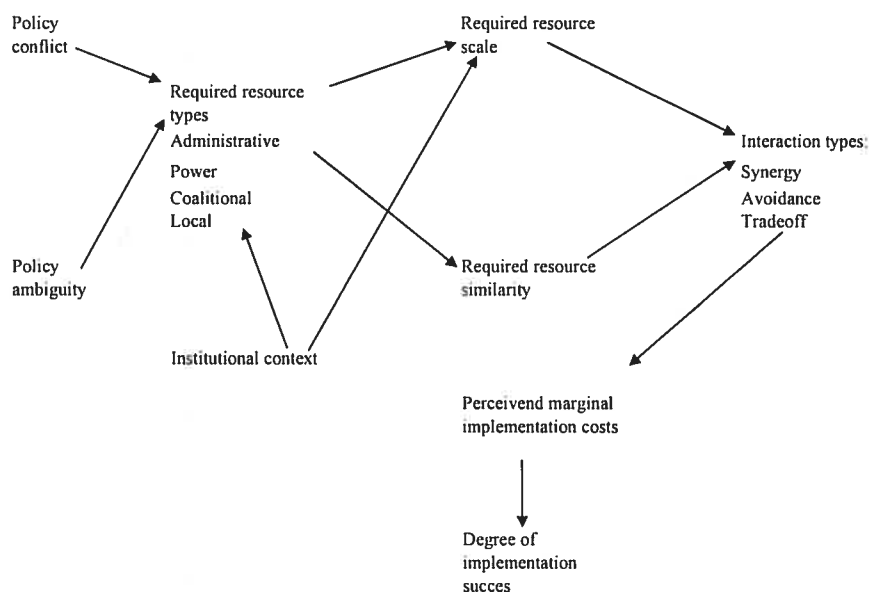 Policy
conflict
Required resource
types
Administrative
Power
Coalitional
Local
Policy
ambiguity
Institutional context
Required resource
scale
Required resource
similarity
Interaction types:
Synergy
Avoidance
Tradeoff
Perceivend marginal
implementation costs
Degree of
implementation
succes